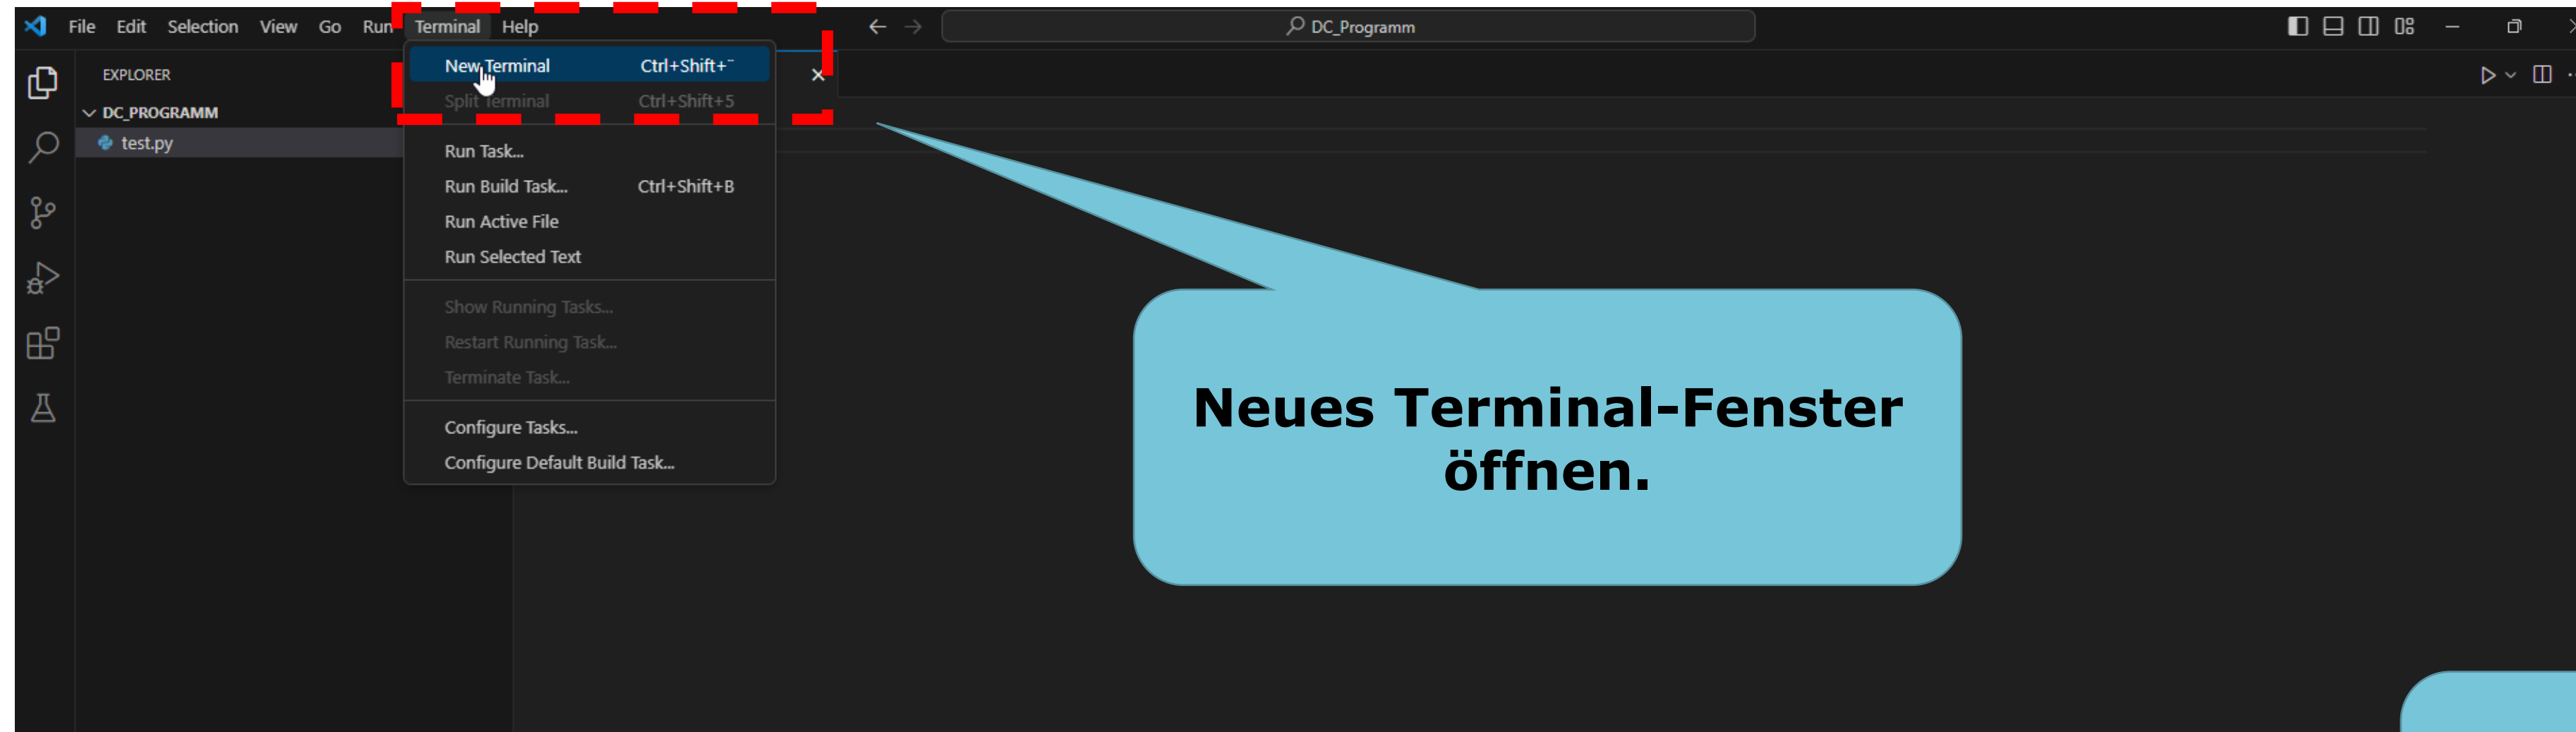 File Edit Selection View Go Run Terminal Help
DC_Programm
EXPLORER
DC_PROGRAMM
test.py
New Terminal Ctrl+Shift+¨
Split Terminal Ctrl+Shift+5
Run Task...
Run Build Task... Ctrl+Shift+B
Run Active File
Run Selected Text
Show Running Tasks...
Restart Running Task...
Terminate Task...
Configure Tasks...
Configure Default Build Task...
Neues Terminal-Fenster
öffnen.